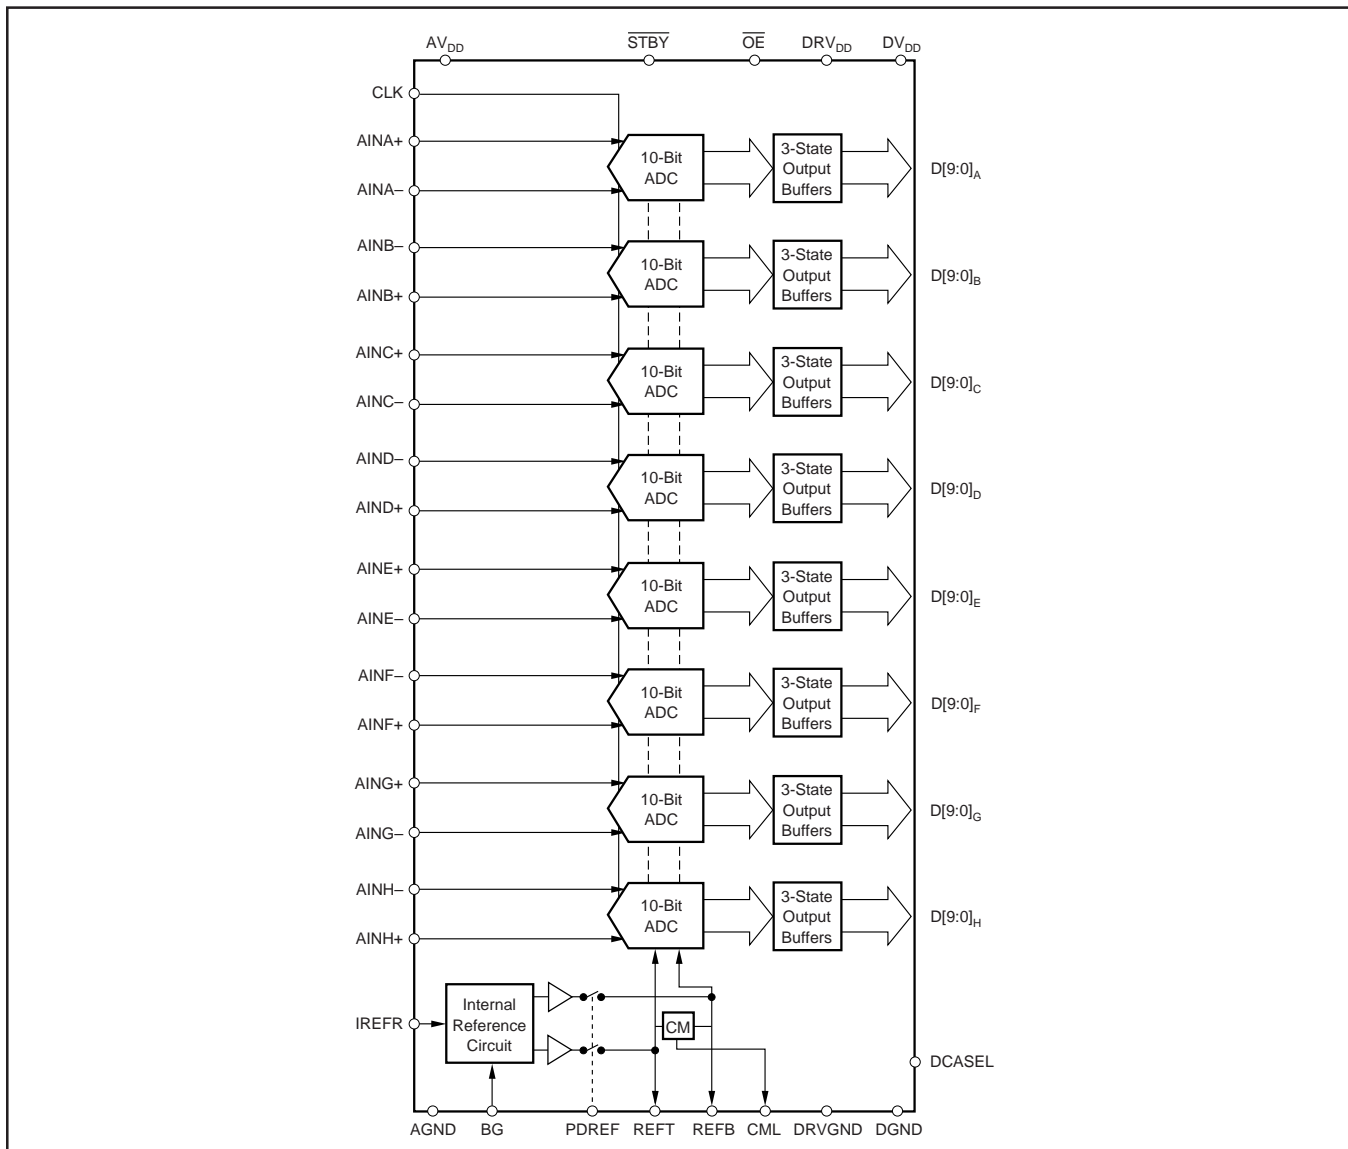 AVDD
STBY
OE
DRVDD
DVDD
CLK
AINA+
AINA–
10-Bit
ADC
3-State
Output
Buffers
D[9:0]A
AINB–
AINB+
10-Bit
ADC
3-State
Output
Buffers
D[9:0]B
AINC+
AINC–
10-Bit
ADC
3-State
Output
Buffers
D[9:0]C
AIND–
AIND+
10-Bit
ADC
3-State
Output
Buffers
D[9:0]D
AINE+
AINE–
10-Bit
ADC
3-State
Output
Buffers
D[9:0]E
AINF–
AINF+
10-Bit
ADC
3-State
Output
Buffers
D[9:0]F
AING+
AING–
10-Bit
ADC
3-State
Output
Buffers
D[9:0]G
AINH–
AINH+
10-Bit
ADC
3-State
Output
Buffers
D[9:0]H
IREFR
Internal
Reference
Circuit
CM
DCASEL
AGND
BG
PDREF
REFT
REFB
CML
DRVGND
DGND